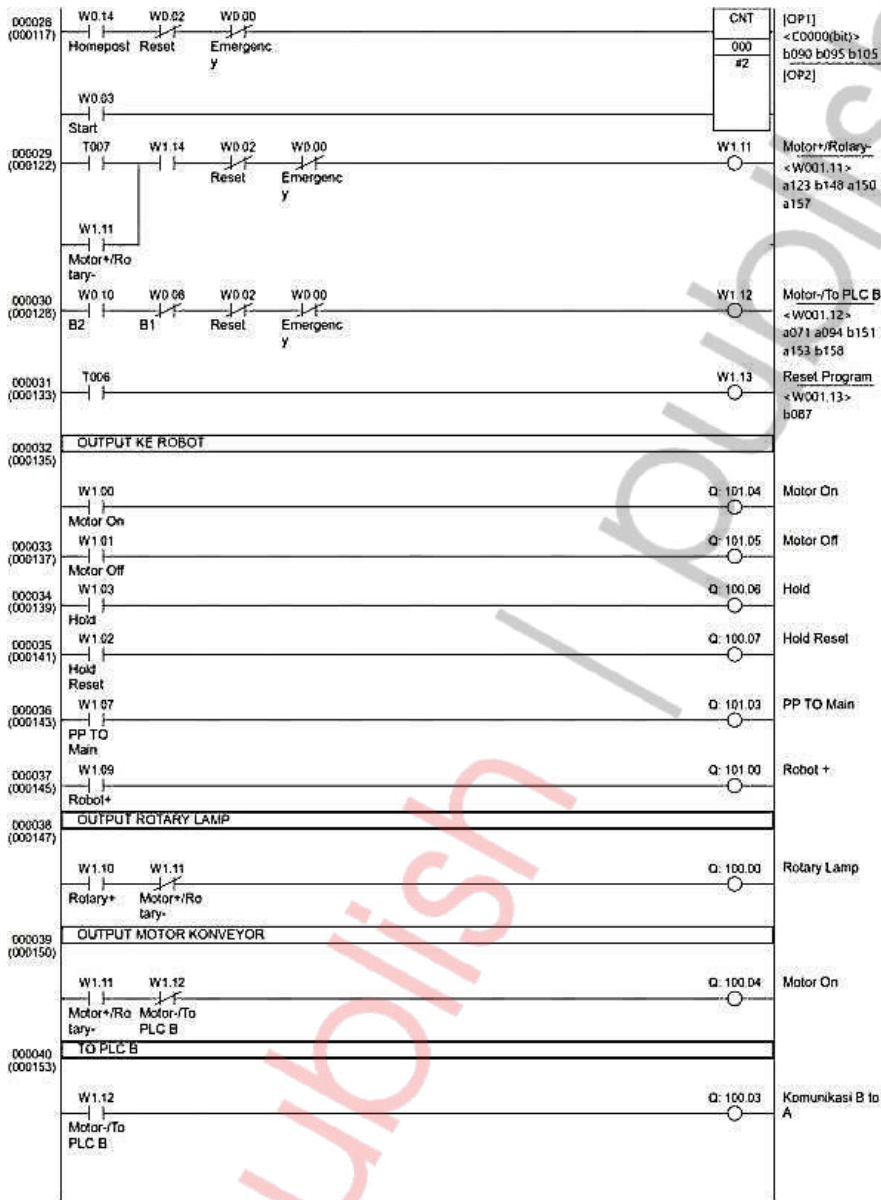 000028
(000117)
W0.14 W0.02 W0.00
Homepost Reset Emergenc
y
CNT
000
#2
[OP1]
<C0000(bit)>
b090 b095 b105
[OP2]
W0.03
Start
000029
(000122)
T007 W1.14 W0.02 W0.00
Reset Emergenc
y
W1.11
Motor+/Rotary-
<W001.11>
a123 b148 a150
a157
W1.11
Motor+/Ro
tary-
000030
(000128)
W0.10 W0.06 W0.02 W0.00
B2 B1 Reset Emergenc
y
W1.12
Motor-/To PLC B
<W001.12>
a071 a094 b151
a153 b158
000031
(000133)
T006
W1.13
Reset Program
<W001.13>
b087
000032
(000135)
OUTPUT KE ROBOT
W1.00
Motor On
Q: 101.04
Motor On
000033
(000137)
W1.01
Motor Off
Q: 101.05
Motor Off
000034
(000139)
W1.03
Hold
Q: 100.06
Hold
000035
(000141)
W1.02
Hold
Reset
Q: 100.07
Hold Reset
000036
(000143)
W1.07
PP TO
Main
Q: 101.03
PP TO Main
000037
(000145)
W1.09
Robot+
Q: 101.00
Robot +
000038
(000147)
OUTPUT ROTARY LAMP
W1.10 W1.11
Rotary+ Motor+/Ro
tary-
Q: 100.00
Rotary Lamp
000039
(000150)
OUTPUT MOTOR KONVEYOR
W1.11 W1.12
Motor+/Ro Motor-/To
tary- PLC B
Q: 100.04
Motor On
000040
(000153)
TO PLC B
W1.12
Motor-/To
PLC B
Q: 100.03
Komunikasi B to
A